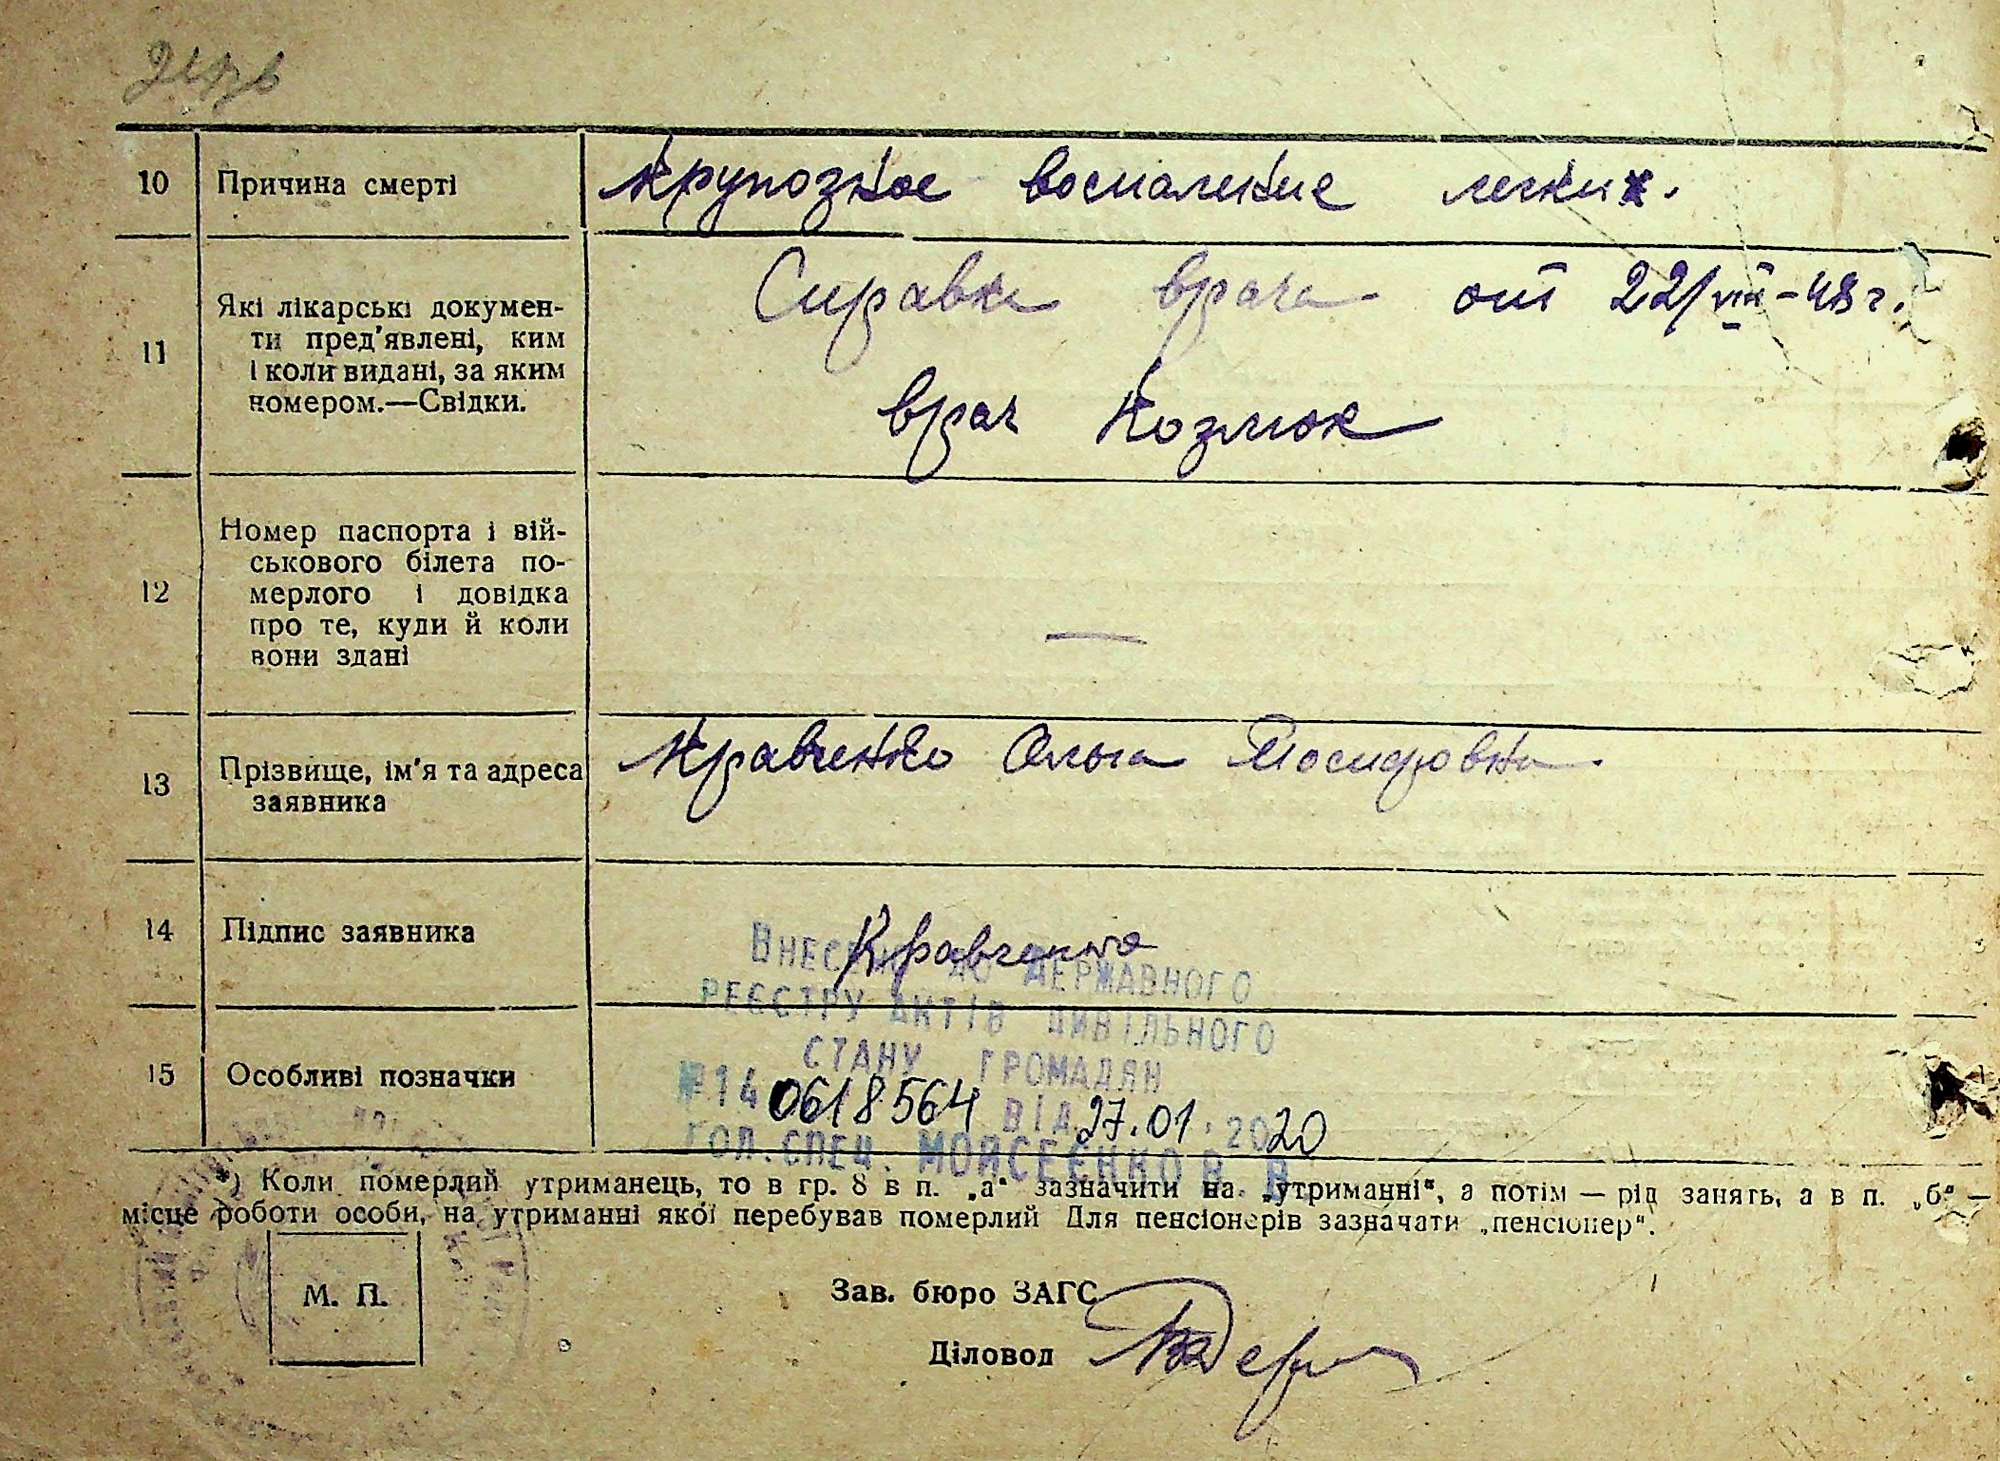 10 Причина смерті Крупозное воспаление легких.
11 Які лікарські докумен-
ти пред'явлені, ким
і коли видані, за яким
номером.—Свідки.
Справка врача от 22/VIII-48 г.
врач Козлюк
12 Номер паспорта і вій-
ськового білета по-
мерлого і довідка
про те, куди й коли
вони здані
—
13 Прізвище, ім'я та адреса
заявника
Кравченко Ольга Иосифовна
14 Підпис заявника Кравченко
ВНЕСЕНО ДО ДЕРЖАВНОГО
РЕЄСТРУ АКТІВ ЦИВІЛЬНОГО
СТАНУ ГРОМАДЯН
15 Особливі позначки
№14 0618564 ВІД 27.01.2020
ГОЛ.СПЕЦ. МОЙСЕЄНКО В. В
*) Коли померлий утриманець, то в гр. 8 в п. „а" зазначити на „утриманні", а потім — рід занять, а в п. „б" —
місце роботи особи, на утриманні якої перебував померлий Для пенсіонерів зазначати „пенсіонер".
М. П.
Зав. бюро ЗАГС
Діловод